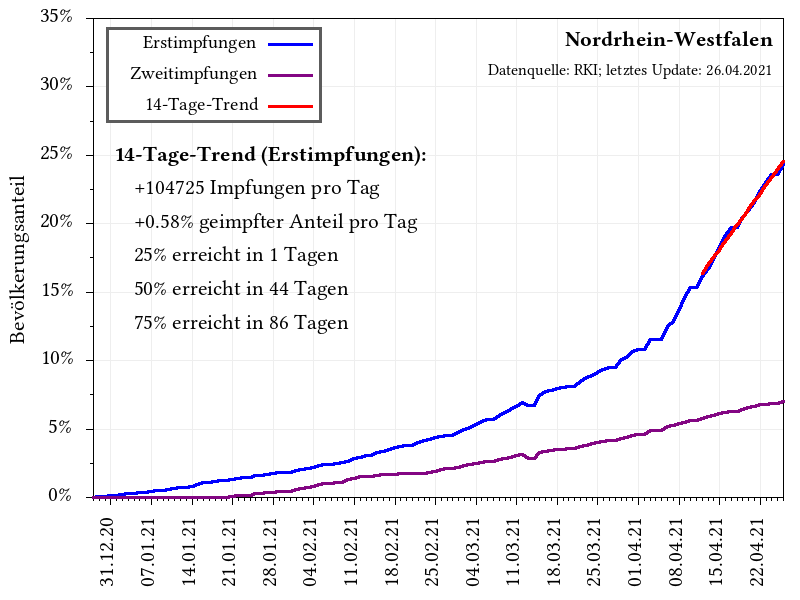 Nordrhein-Westfalen
Datenquelle: RKI; letztes Update: 26.04.2021
Erstimpfungen
Zweitimpfungen
14-Tage-Trend
14-Tage-Trend (Erstimpfungen):
+104725 Impfungen pro Tag
+0.58% geimpfter Anteil pro Tag
25% erreicht in 1 Tagen
50% erreicht in 44 Tagen
75% erreicht in 86 Tagen
Bevölkerungsanteil
35%
30%
25%
20%
15%
10%
5%
0%
31.12.20
07.01.21
14.01.21
21.01.21
28.01.21
04.02.21
11.02.21
18.02.21
25.02.21
04.03.21
11.03.21
18.03.21
25.03.21
01.04.21
08.04.21
15.04.21
22.04.21